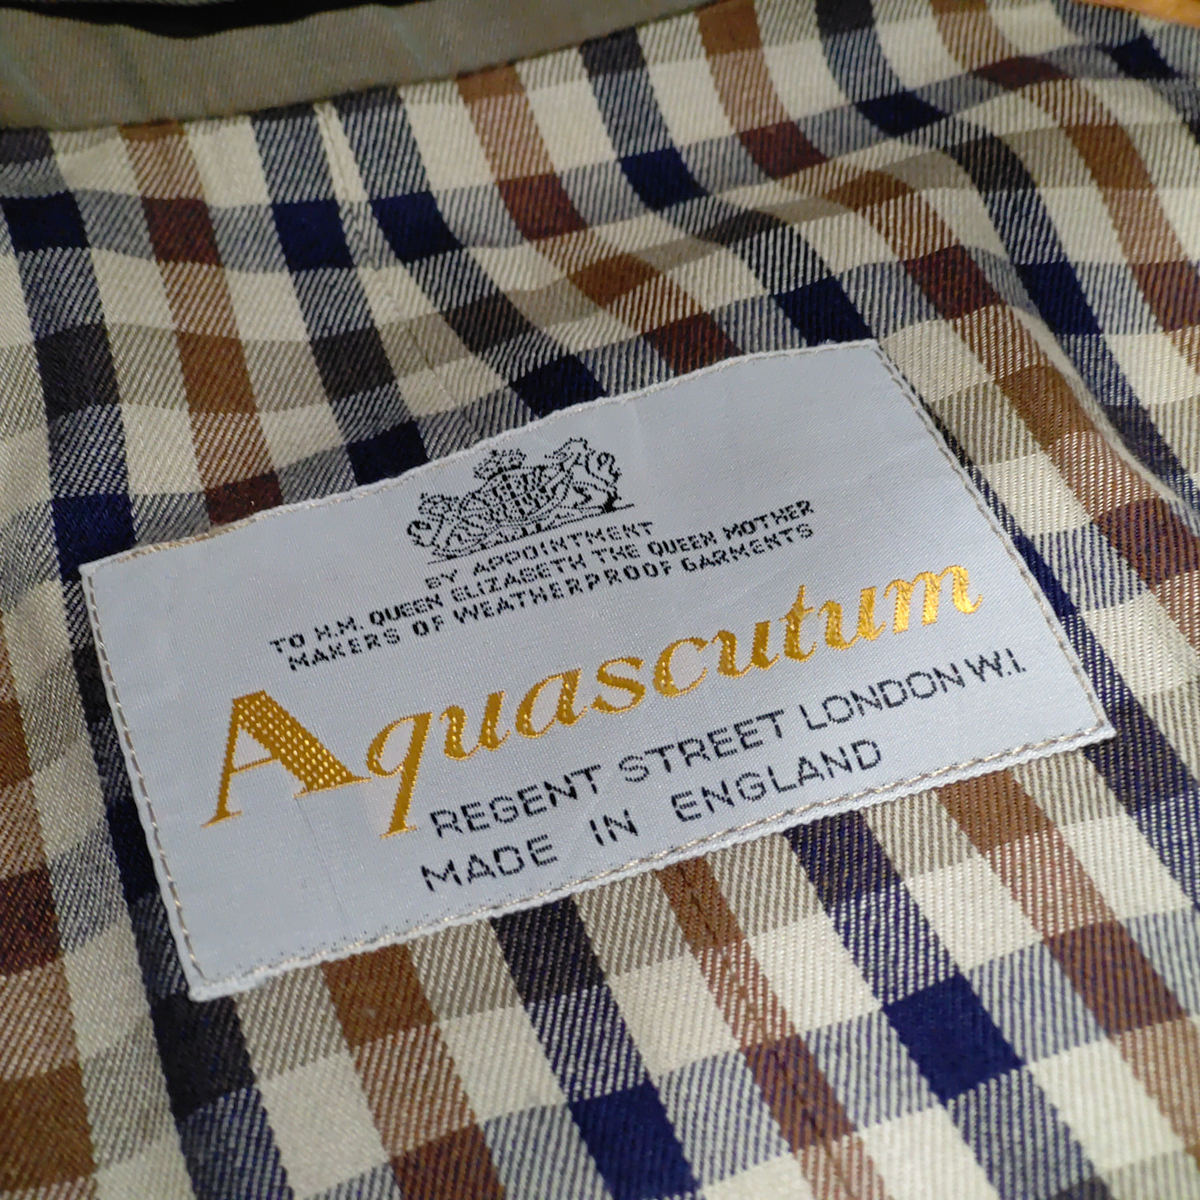 BY APPOINTMENT
TO H.M. QUEEN ELIZABETH THE QUEEN MOTHER
MAKERS OF WEATHERPROOF GARMENTS
Aquascutum
REGENT STREET LONDON W.I.
MADE IN ENGLAND